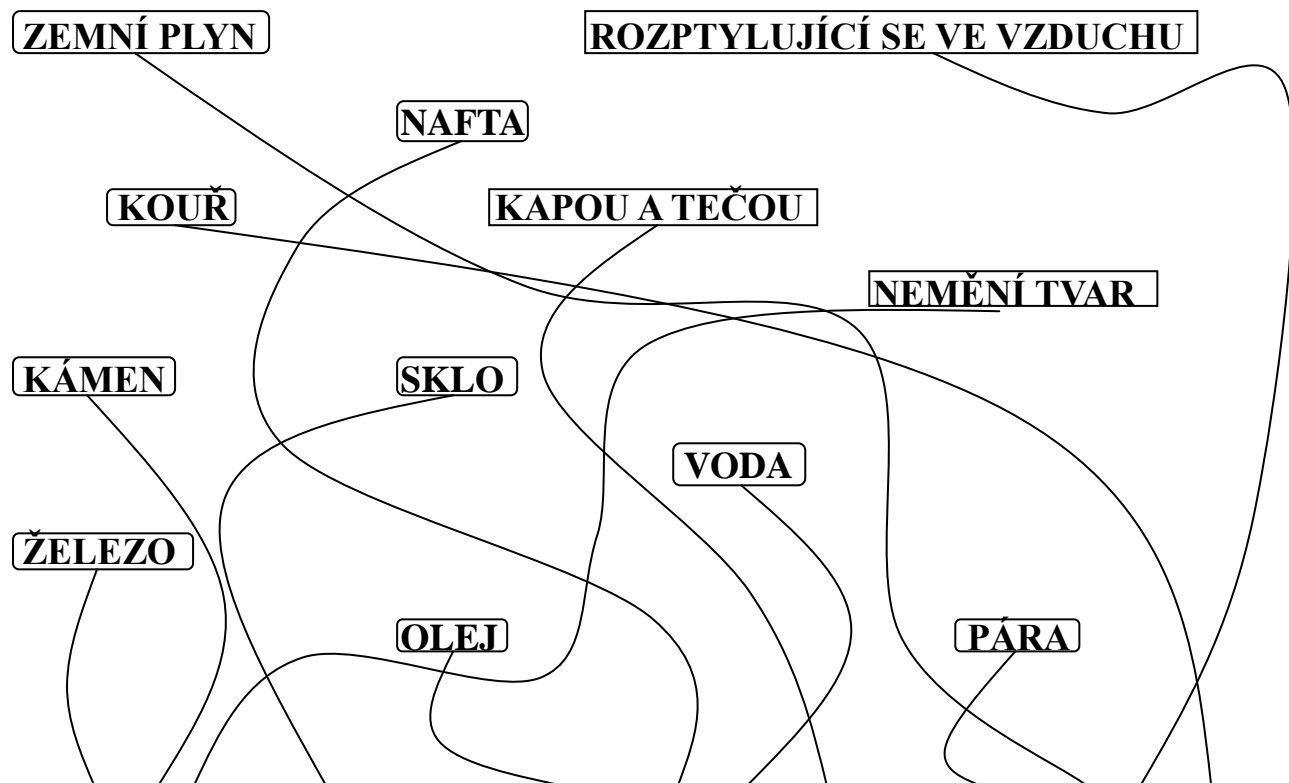 ZEMNÍ PLYN
ROZPTYLUJÍCÍ SE VE VZDUCHU
NAFTA
KOUŘ
KAPOU A TEČOU
NEMĚNÍ TVAR
KÁMEN
SKLO
VODA
ŽELEZO
OLEJ
PÁRA